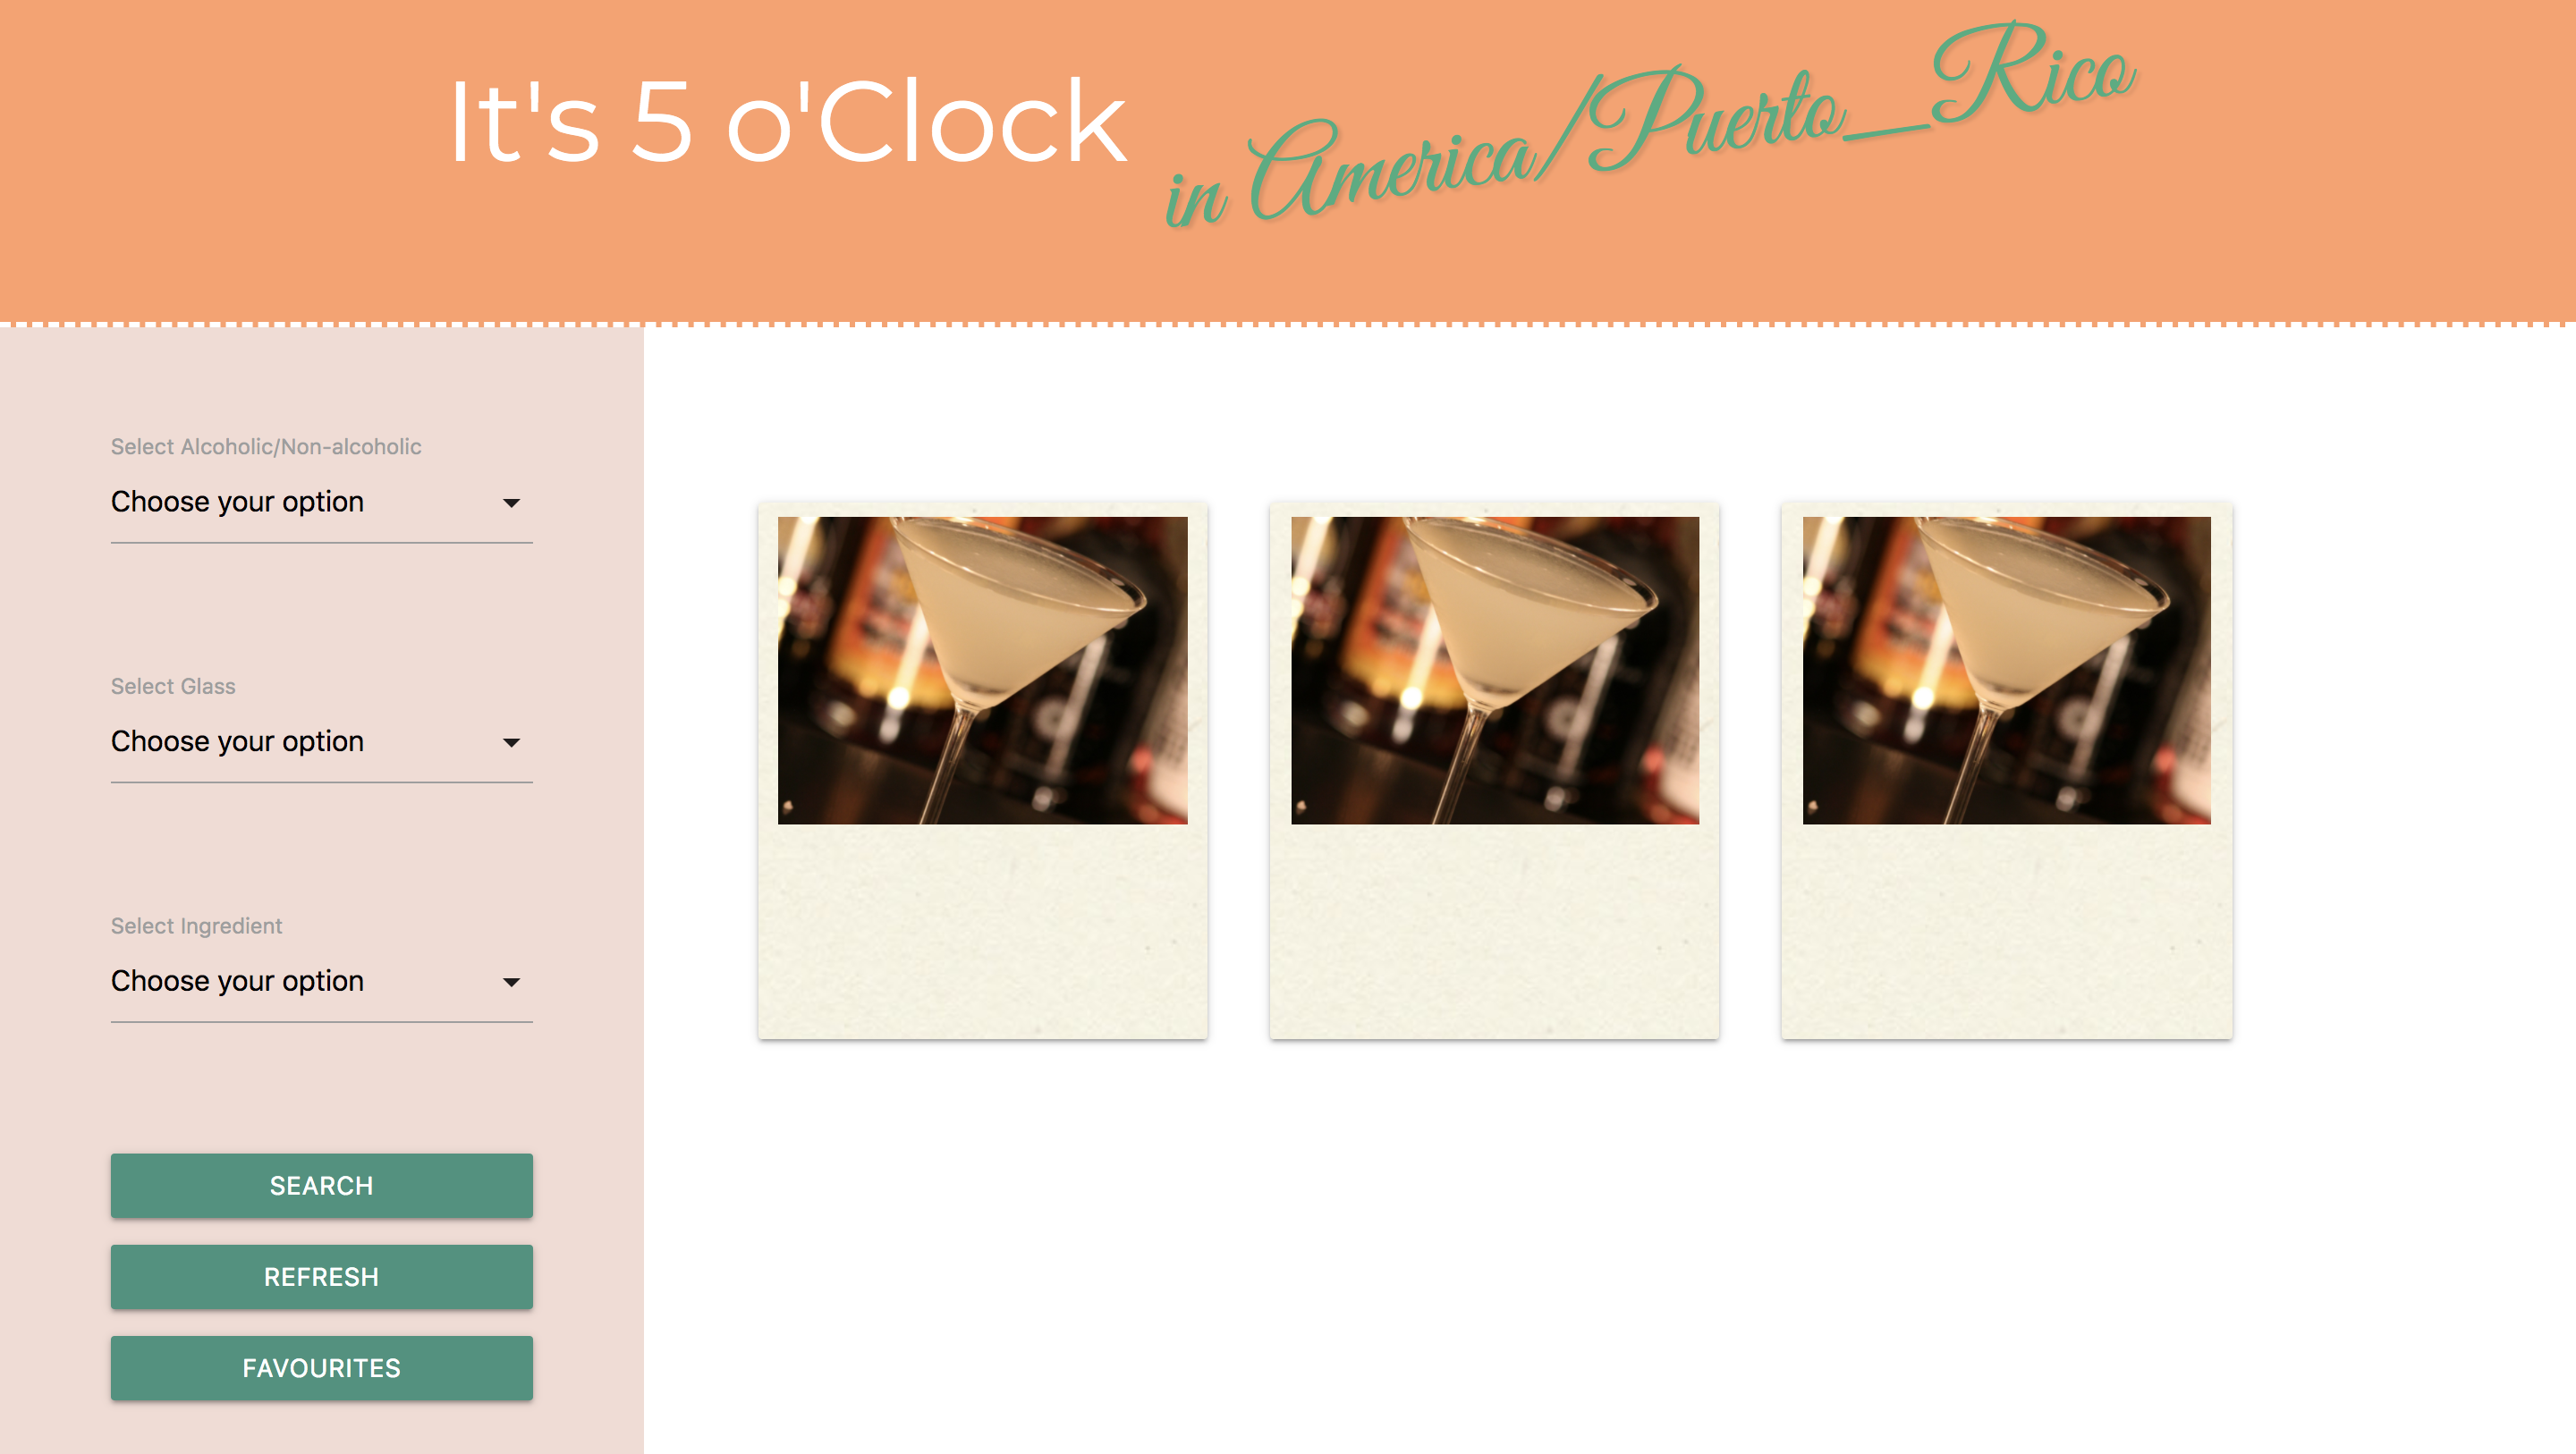 It's 5 o'Clock
in America/Puerto_Rico
Select Alcoholic/Non-alcoholic
Choose your option
Select Glass
Choose your option
Select Ingredient
Choose your option
SEARCH
REFRESH
FAVOURITES